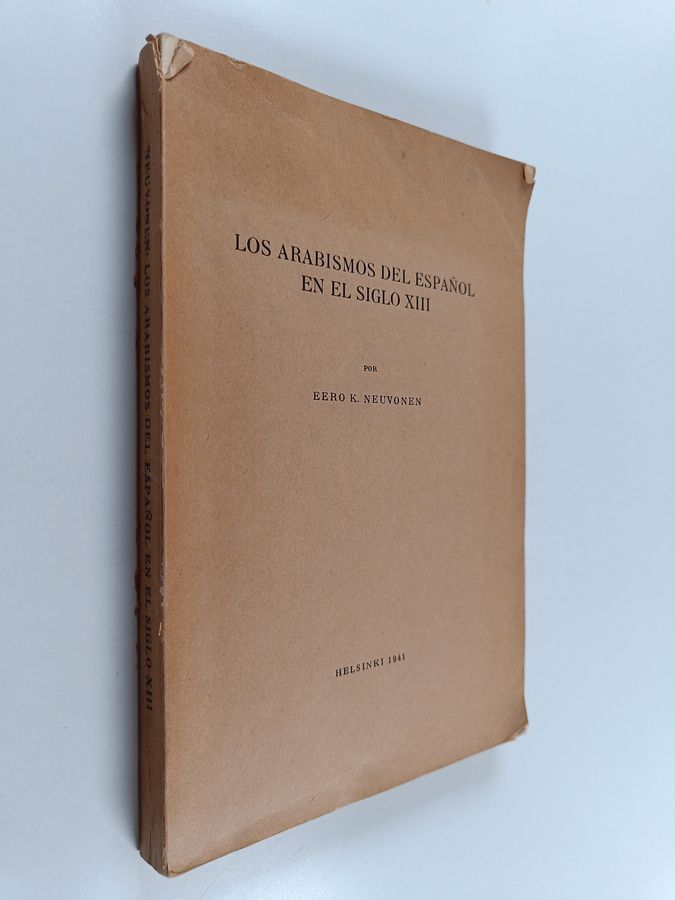 LOS ARABISMOS DEL ESPAÑOL
EN EL SIGLO XIII
POR
EERO K. NEUVONEN
HELSINKI 1941
NEUVONEN: LOS ARABISMOS DEL ESPAÑOL EN EL SIGLO XIII